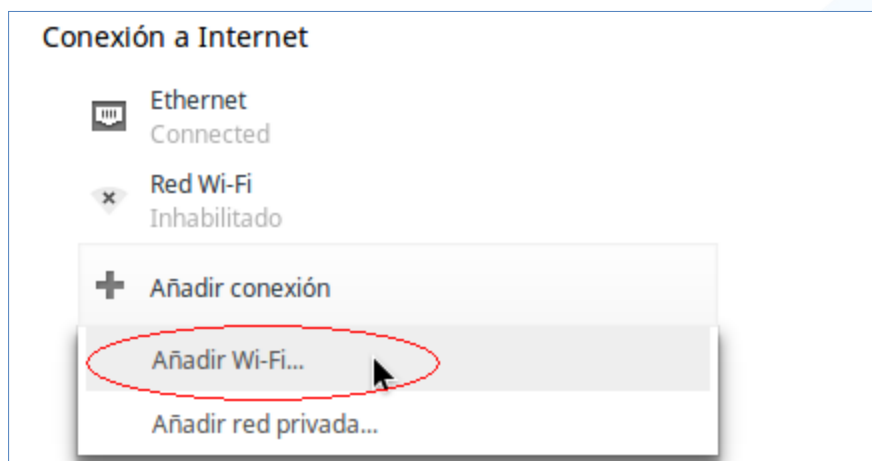 Conexión a Internet
Ethernet
Connected
Red Wi-Fi
Inhabilitado
Añadir conexión
Añadir Wi-Fi...
Añadir red privada...